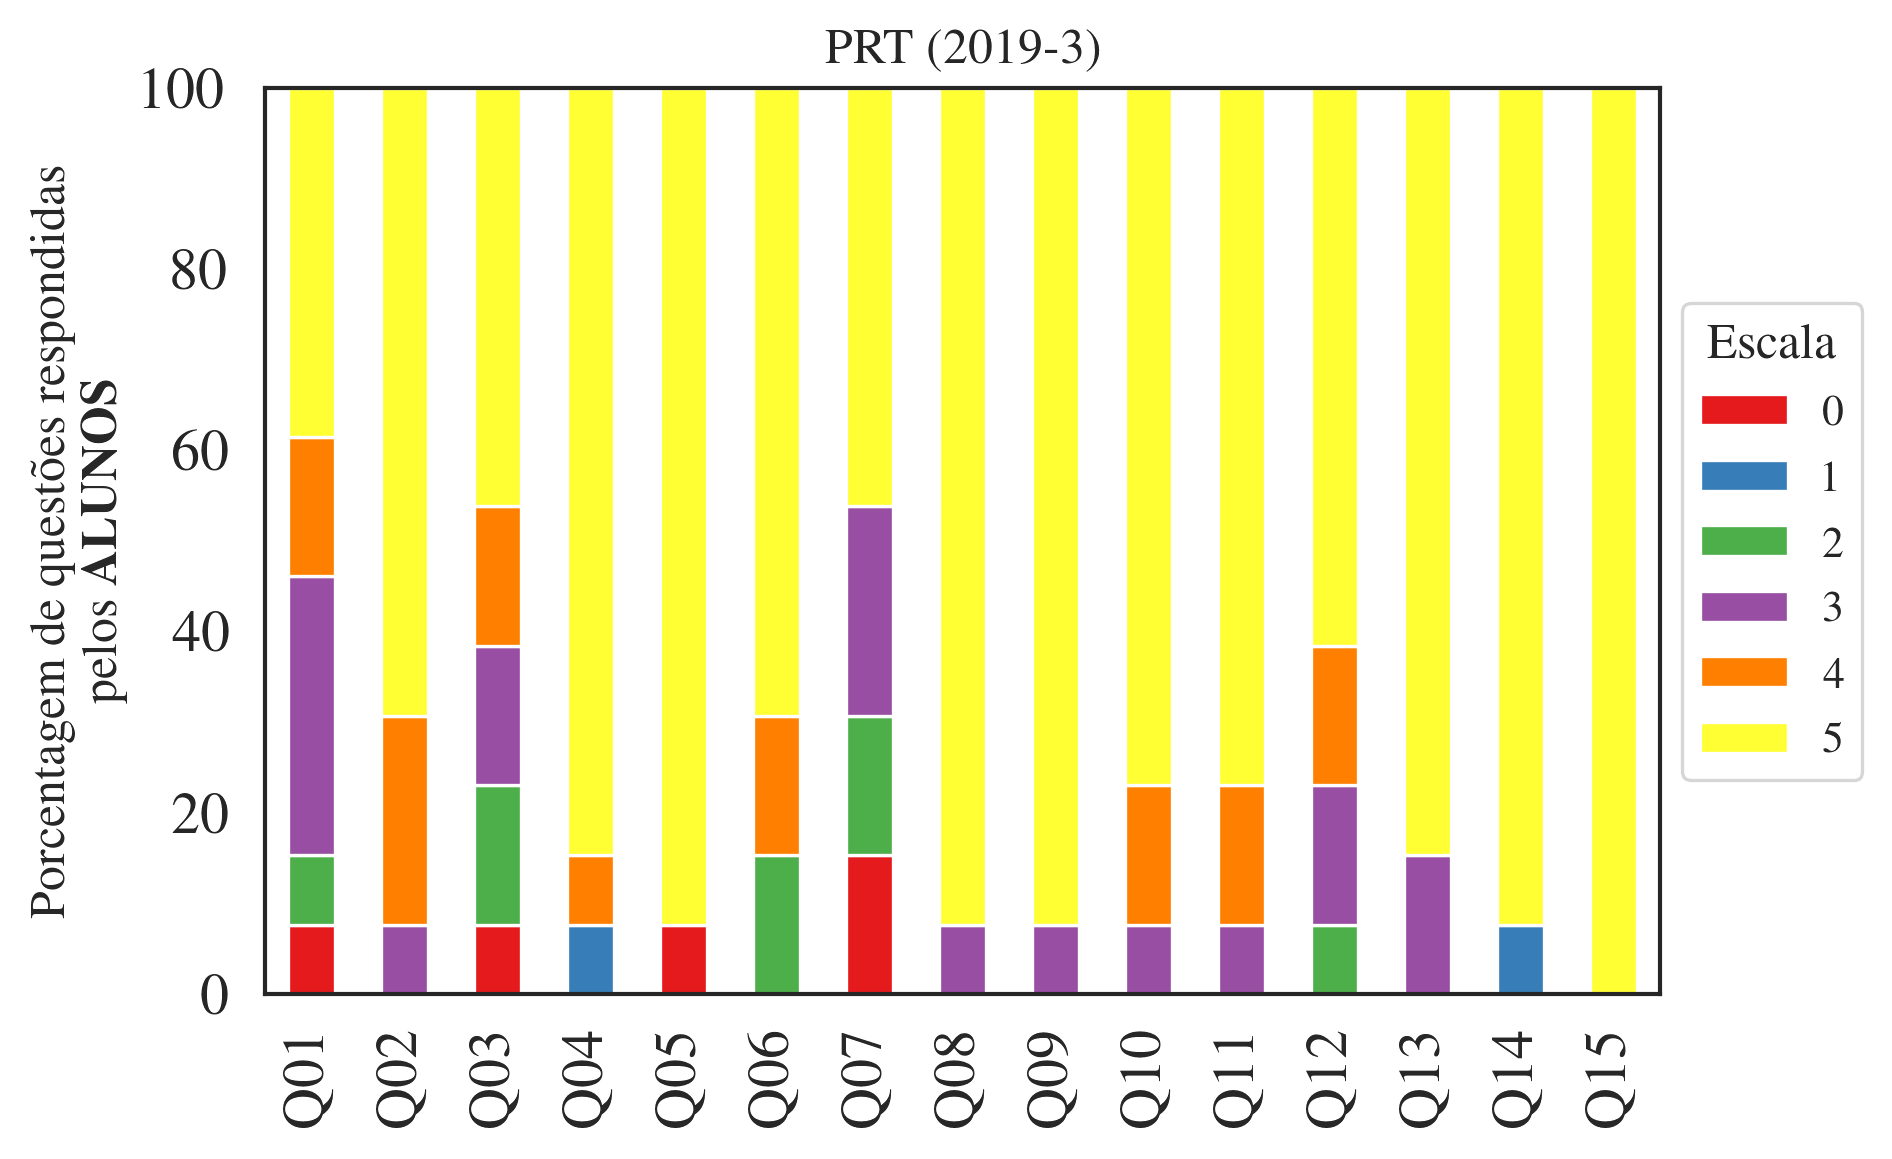 PRT (2019-3)
Porcentagem de questões respondidas
pelos ALUNOS
100
80
60
40
20
0
Q01
Q02
Q03
Q04
Q05
Q06
Q07
Q08
Q09
Q10
Q11
Q12
Q13
Q14
Q15
Escala
0
1
2
3
4
5